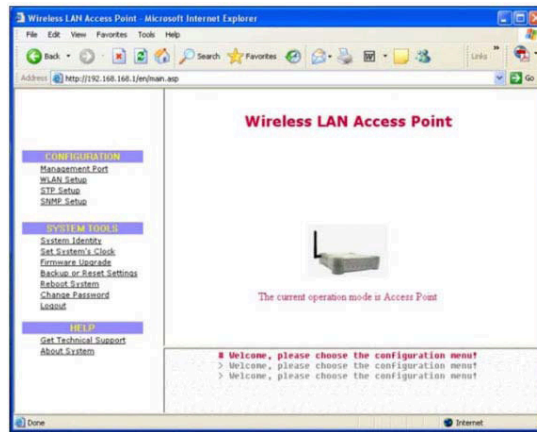 Wireless LAN Access Point - Microsoft Internet Explorer
File Edit View Favorites Tools Help
Back Search Favorites Links
Address http://192.168.168.1/en/main.asp Go
Wireless LAN Access Point
CONFIGURATION
Management Port
WLAN Setup
STP Setup
SNMP Setup
SYSTEM TOOLS
System Identity
Set System's Clock
Firmware Upgrade
Backup or Reset Settings
Reboot System
Change Password
Logout
HELP
Get Technical Support
About System
The current operation mode is Access Point
# Welcome, please choose the configuration menu!
> Welcome, please choose the configuration menu!
> Welcome, please choose the configuration menu!
Done Internet